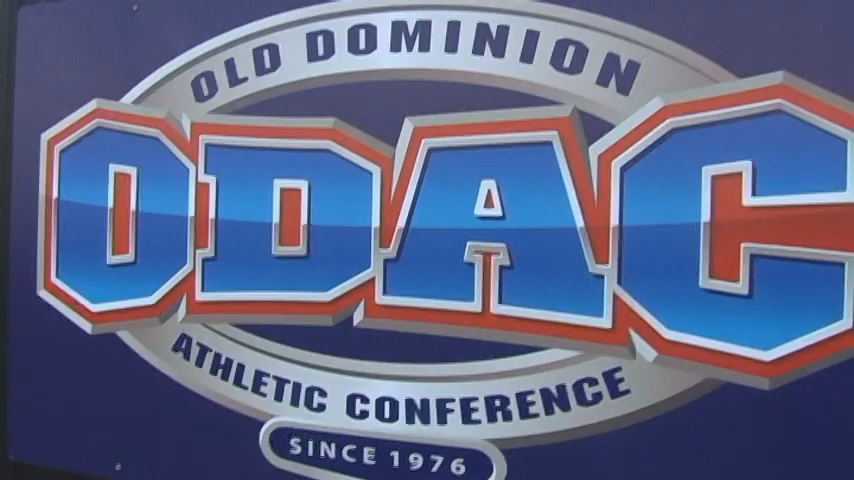 OLD DOMINION
ODAC
ATHLETIC CONFERENCE
SINCE 1976